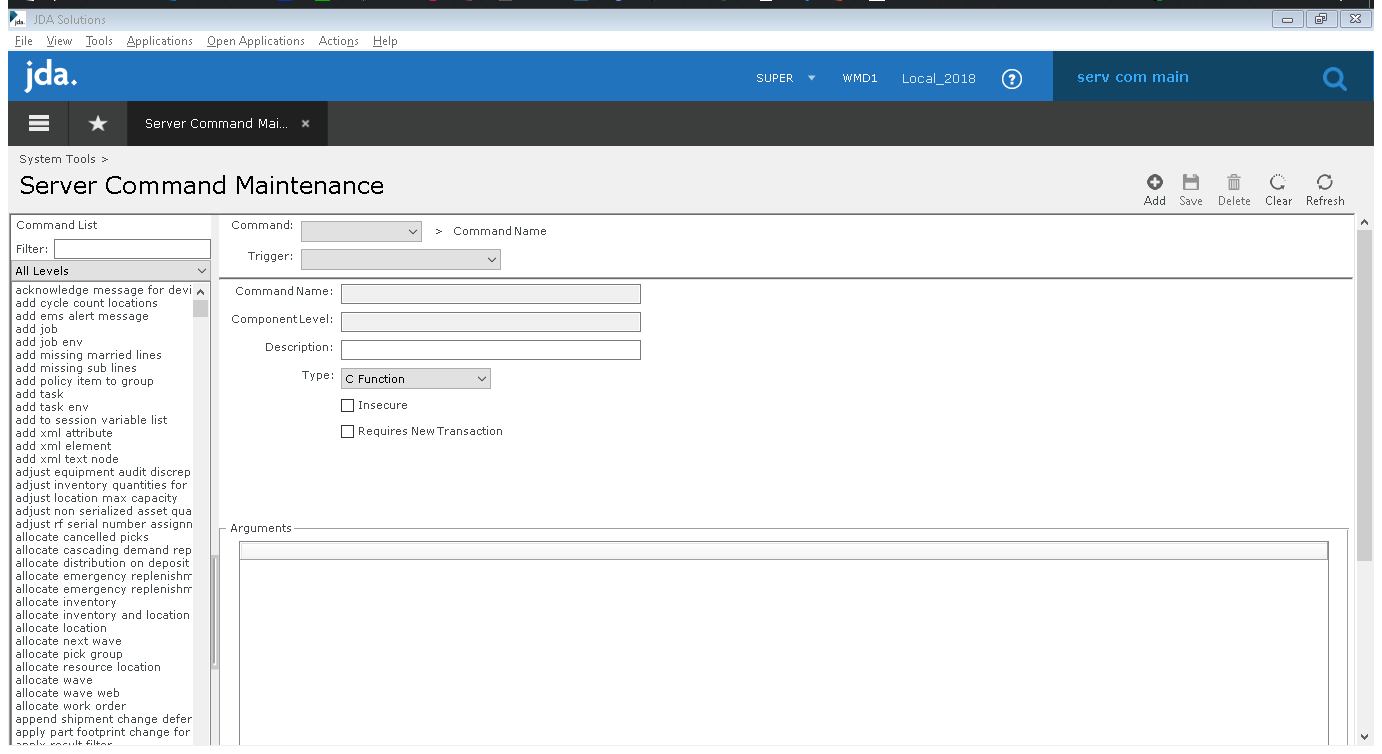 jda. JDA Solutions
File View Tools Applications Open Applications Actions Help
jda. SUPER WMD1 Local_2018 ? serv com main
Server Command Mai... ×
System Tools >
Server Command Maintenance
Add Save Delete Clear Refresh
Command List
Filter:
All Levels
acknowledge message for devi
add cycle count locations
add ems alert message
add job
add job env
add missing married lines
add missing sub lines
add policy item to group
add task
add task env
add to session variable list
add xml attribute
add xml element
add xml text node
adjust equipment audit discrep
adjust inventory quantities for
adjust location max capacity
adjust non serialized asset qua
adjust rf serial number assignn
allocate cancelled picks
allocate cascading demand rep
allocate distribution on deposit
allocate emergency replenishm
allocate emergency replenishm
allocate inventory
allocate inventory and location
allocate location
allocate next wave
allocate pick group
allocate resource location
allocate wave
allocate wave web
allocate work order
append shipment change defer
apply part footprint change for
apply result filter
Command: > Command Name
Trigger:
Command Name:
Component Level:
Description:
Type: C Function
Insecure
Requires New Transaction
Arguments